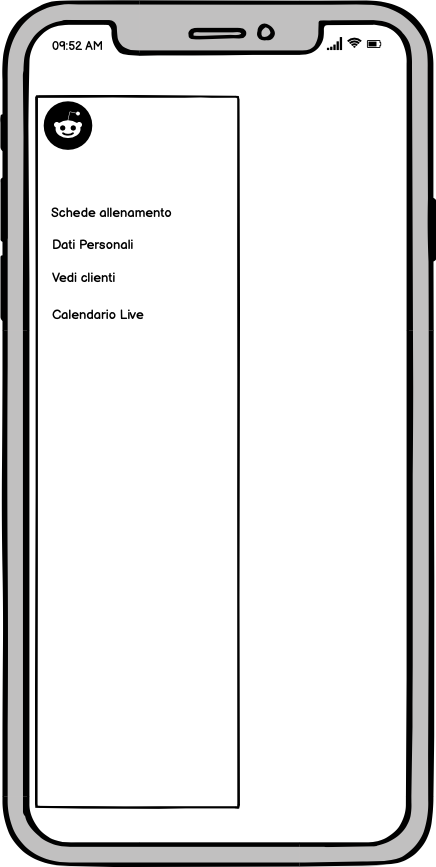 09:52 AM
Schede allenamento
Dati Personali
Vedi clienti
Calendario Live